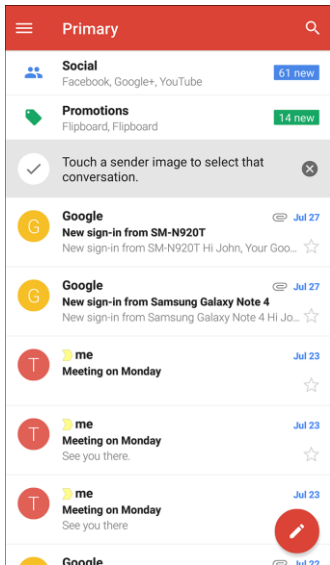 Primary
Social
61 new
Facebook, Google+, YouTube
Promotions
14 new
Flipboard, Flipboard
Touch a sender image to select that
conversation.
G
Google
Jul 27
New sign-in from SM-N920T
New sign-in from SM-N920T Hi John, Your Goo...
G
Google
Jul 27
New sign-in from Samsung Galaxy Note 4
New sign-in from Samsung Galaxy Note 4 Hi Jo...
T
me
Jul 23
Meeting on Monday
T
me
Jul 23
Meeting on Monday
See you there.
T
me
Jul 23
Meeting on Monday
See you there
Google
Jul 22